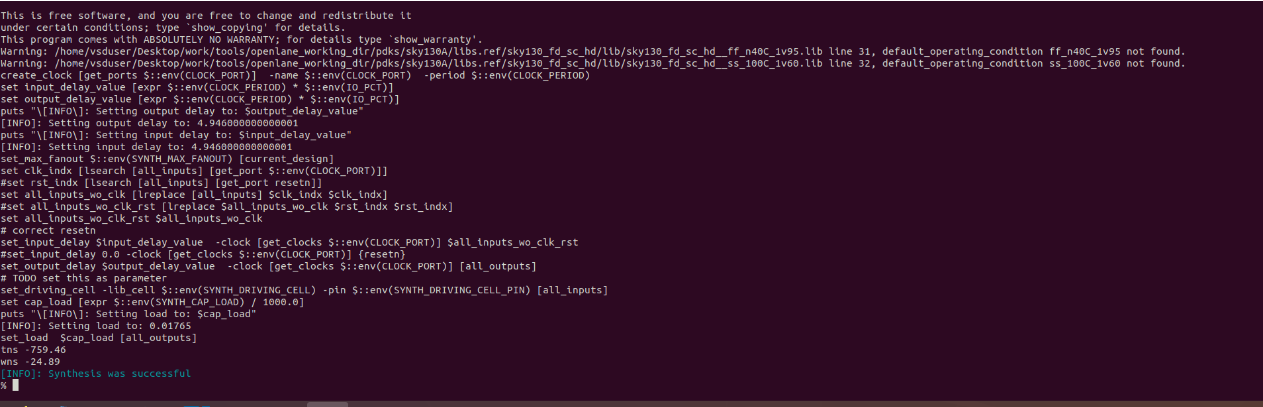 This is free software, and you are free to change and redistribute it
under certain conditions; type `show_copying' for details.
This program comes with ABSOLUTELY NO WARRANTY; for details type `show_warranty'.
Warning: /home/vsduser/Desktop/work/tools/openlane_working_dir/pdks/sky130A/libs.ref/sky130_fd_sc_hd/lib/sky130_fd_sc_hd__ff_n40C_1v95.lib line 31, default_operating_condition ff_n40C_1v95 not found.
Warning: /home/vsduser/Desktop/work/tools/openlane_working_dir/pdks/sky130A/libs.ref/sky130_fd_sc_hd/lib/sky130_fd_sc_hd__ss_100C_1v60.lib line 32, default_operating_condition ss_100C_1v60 not found.
create_clock [get_ports $::env(CLOCK_PORT)]  -name $::env(CLOCK_PORT)  -period $::env(CLOCK_PERIOD)
set input_delay_value [expr $::env(CLOCK_PERIOD) * $::env(IO_PCT)]
set output_delay_value [expr $::env(CLOCK_PERIOD) * $::env(IO_PCT)]
puts "\[INFO\]: Setting output delay to: $output_delay_value"
[INFO]: Setting output delay to: 4.946000000000001
puts "\[INFO\]: Setting input delay to: $input_delay_value"
[INFO]: Setting input delay to: 4.946000000000001
set_max_fanout $::env(SYNTH_MAX_FANOUT) [current_design]
set clk_indx [lsearch [all_inputs] [get_port $::env(CLOCK_PORT)]]
#set rst_indx [lsearch [all_inputs] [get_port resetn]]
set all_inputs_wo_clk [lreplace [all_inputs] $clk_indx $clk_indx]
#set all_inputs_wo_clk_rst [lreplace $all_inputs_wo_clk $rst_indx $rst_indx]
set all_inputs_wo_clk_rst $all_inputs_wo_clk
# correct resetn
set_input_delay $input_delay_value  -clock [get_clocks $::env(CLOCK_PORT)] $all_inputs_wo_clk_rst
#set_input_delay 0.0 -clock [get_clocks $::env(CLOCK_PORT)] {resetn}
set_output_delay $output_delay_value  -clock [get_clocks $::env(CLOCK_PORT)] [all_outputs]
# TODO set this as parameter
set_driving_cell -lib_cell $::env(SYNTH_DRIVING_CELL) -pin $::env(SYNTH_DRIVING_CELL_PIN) [all_inputs]
set cap_load [expr $::env(SYNTH_CAP_LOAD) / 1000.0]
puts "\[INFO\]: Setting load to: $cap_load"
[INFO]: Setting load to: 0.01765
set_load  $cap_load [all_outputs]
tns -759.46
wns -24.89
[INFO]: Synthesis was successful
%